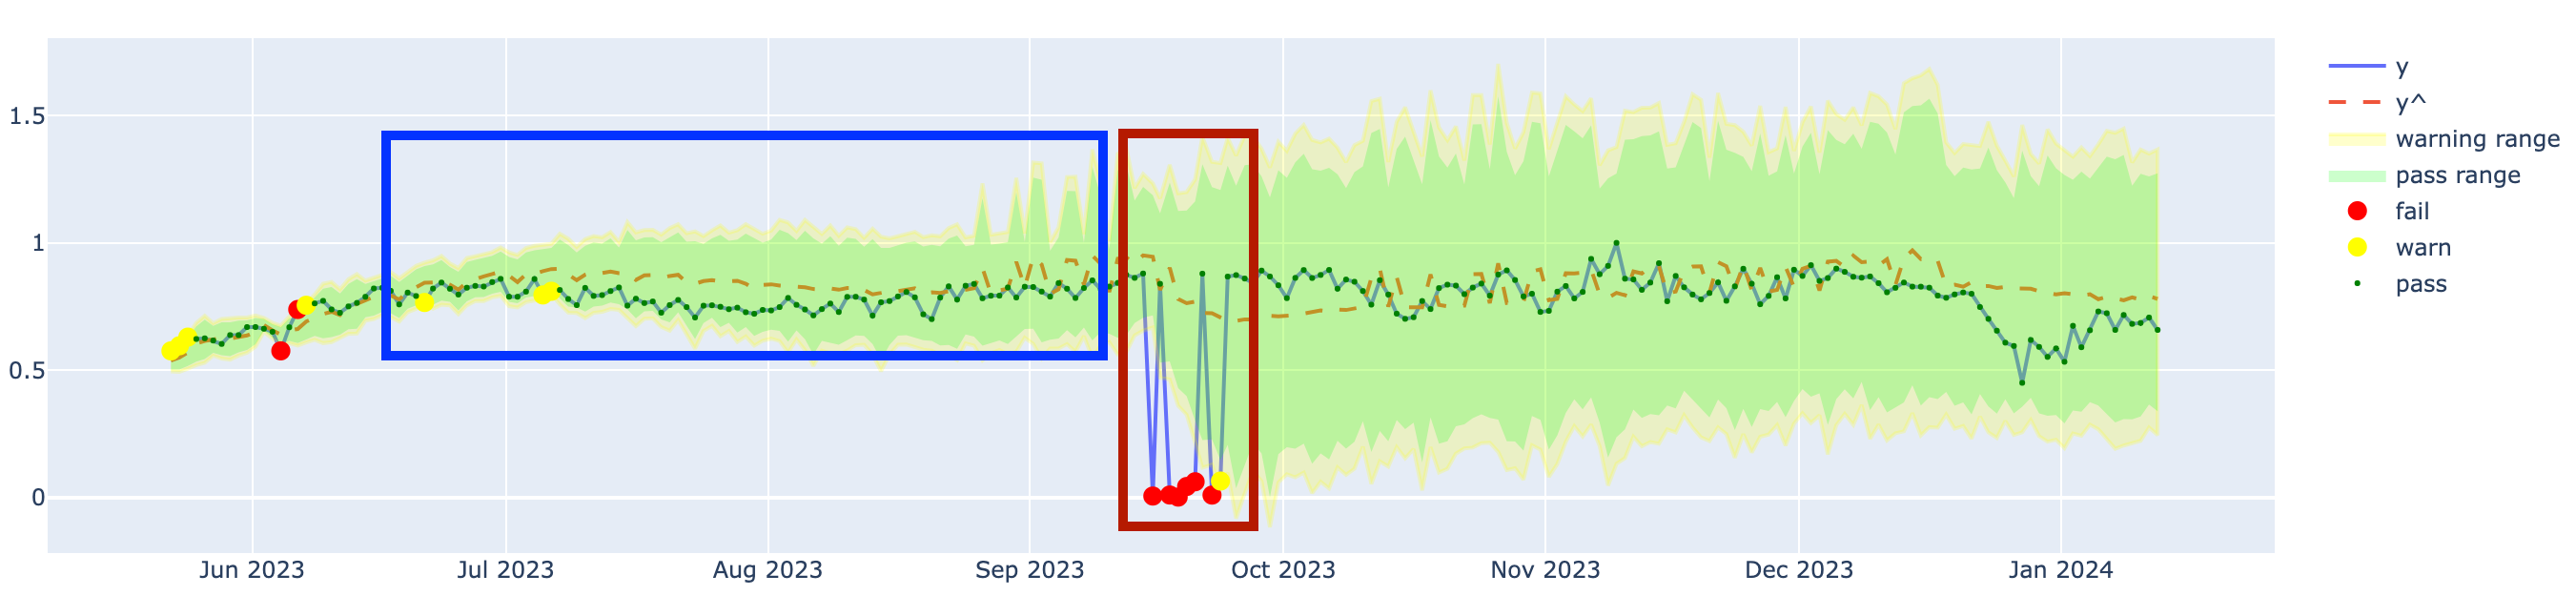 1.5
1
0.5
0
Jun 2023
Jul 2023
Aug 2023
Sep 2023
Oct 2023
Nov 2023
Dec 2023
Jan 2024
y
y^
warning range
pass range
fail
warn
pass